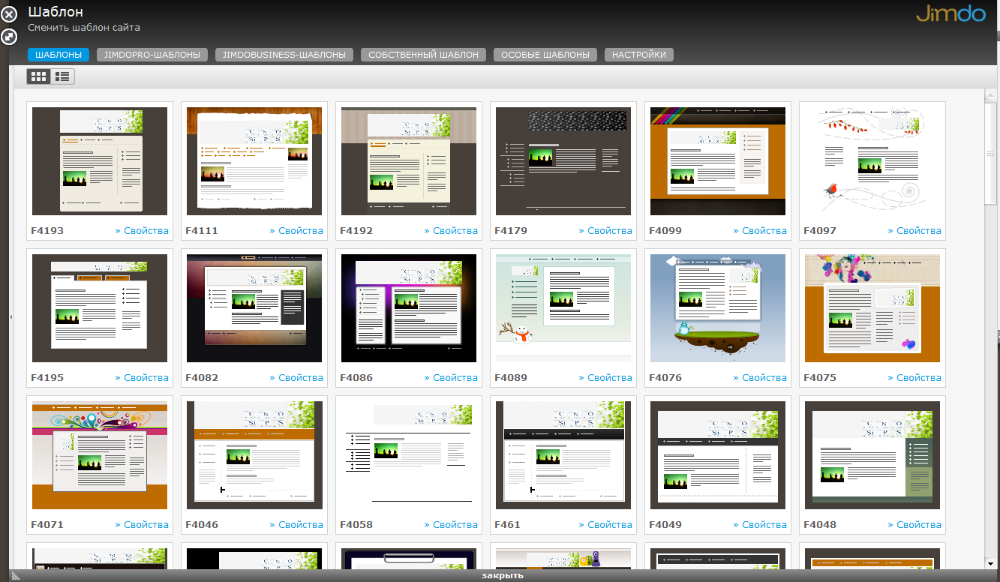 Шаблон
Jimdo
Сменить шаблон сайта
ШАБЛОНЫ JIMDOPRO-ШАБЛОНЫ JIMDOBUSINESS-ШАБЛОНЫ СОБСТВЕННЫЙ ШАБЛОН ОСОБЫЕ ШАБЛОНЫ НАСТРОЙКИ
F4193 » Свойства F4111 » Свойства F4192 » Свойства F4179 » Свойства F4099 » Свойства F4097 » Свойства
F4195 » Свойства F4082 » Свойства F4086 » Свойства F4089 » Свойства F4076 » Свойства F4075 » Свойства
F4071 » Свойства F4046 » Свойства F4058 » Свойства F461 » Свойства F4049 » Свойства F4048 » Свойства
закрыть